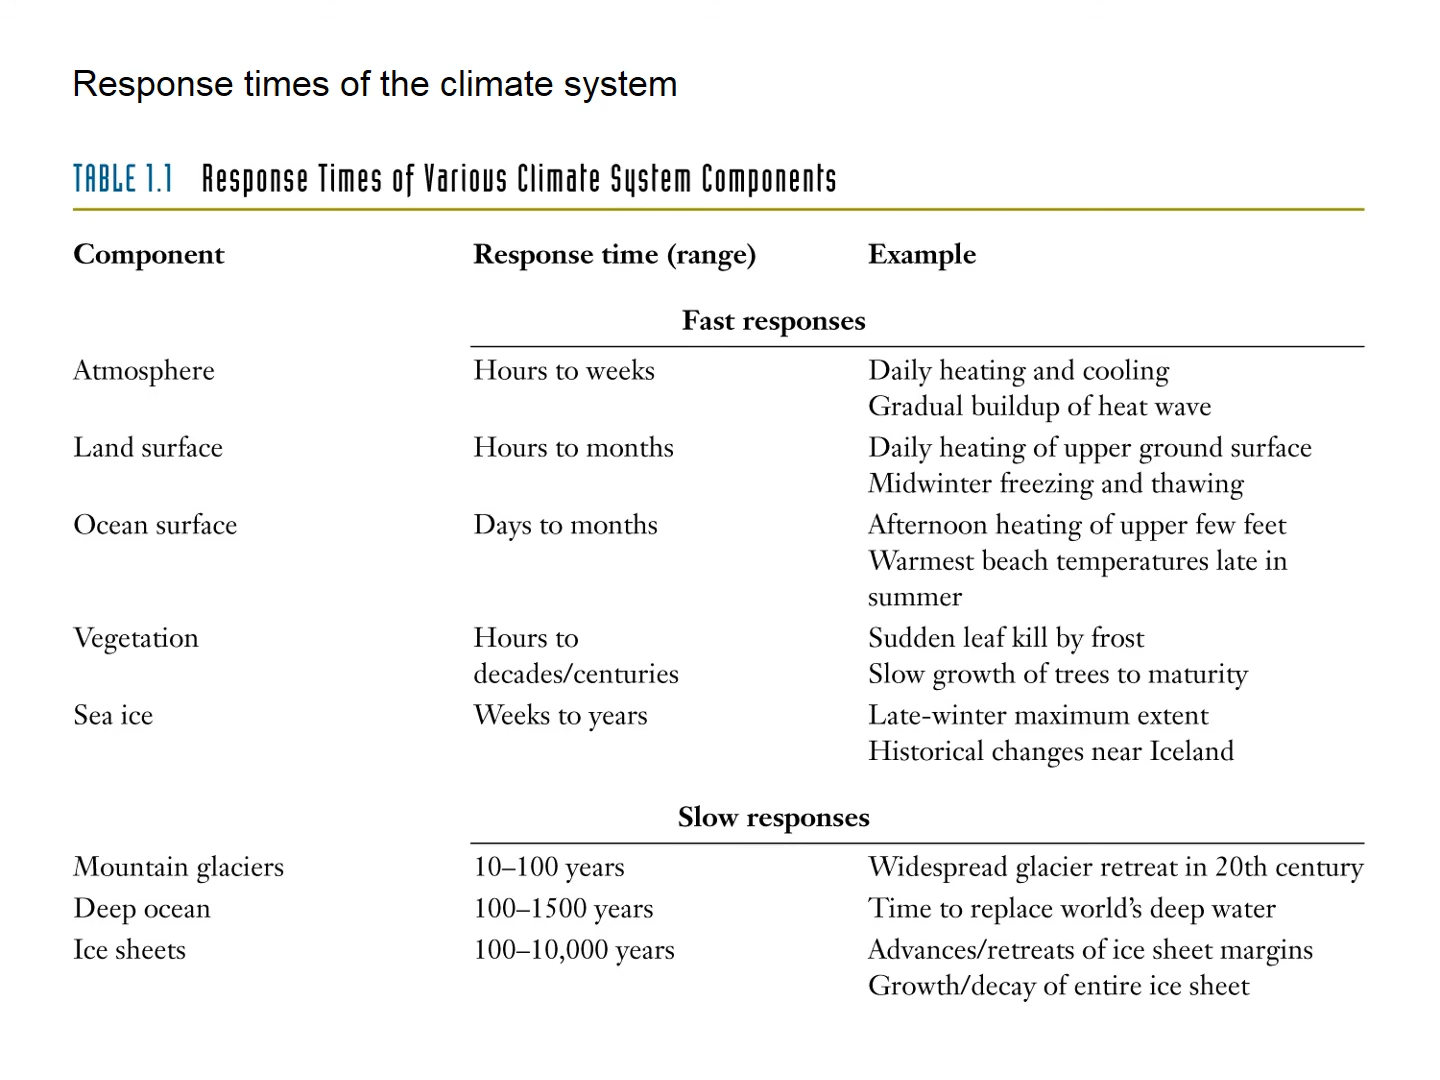 Response times of the climate system
TABLE 1.1 Response Times of Various Climate System Components
Component Response time (range) Example
Fast responses
Atmosphere Hours to weeks Daily heating and cooling
Gradual buildup of heat wave
Land surface Hours to months Daily heating of upper ground surface
Midwinter freezing and thawing
Ocean surface Days to months Afternoon heating of upper few feet
Warmest beach temperatures late in
summer
Vegetation Hours to Sudden leaf kill by frost
decades/centuries Slow growth of trees to maturity
Sea ice Weeks to years Late-winter maximum extent
Historical changes near Iceland
Slow responses
Mountain glaciers 10–100 years Widespread glacier retreat in 20th century
Deep ocean 100–1500 years Time to replace world’s deep water
Ice sheets 100–10,000 years Advances/retreats of ice sheet margins
Growth/decay of entire ice sheet